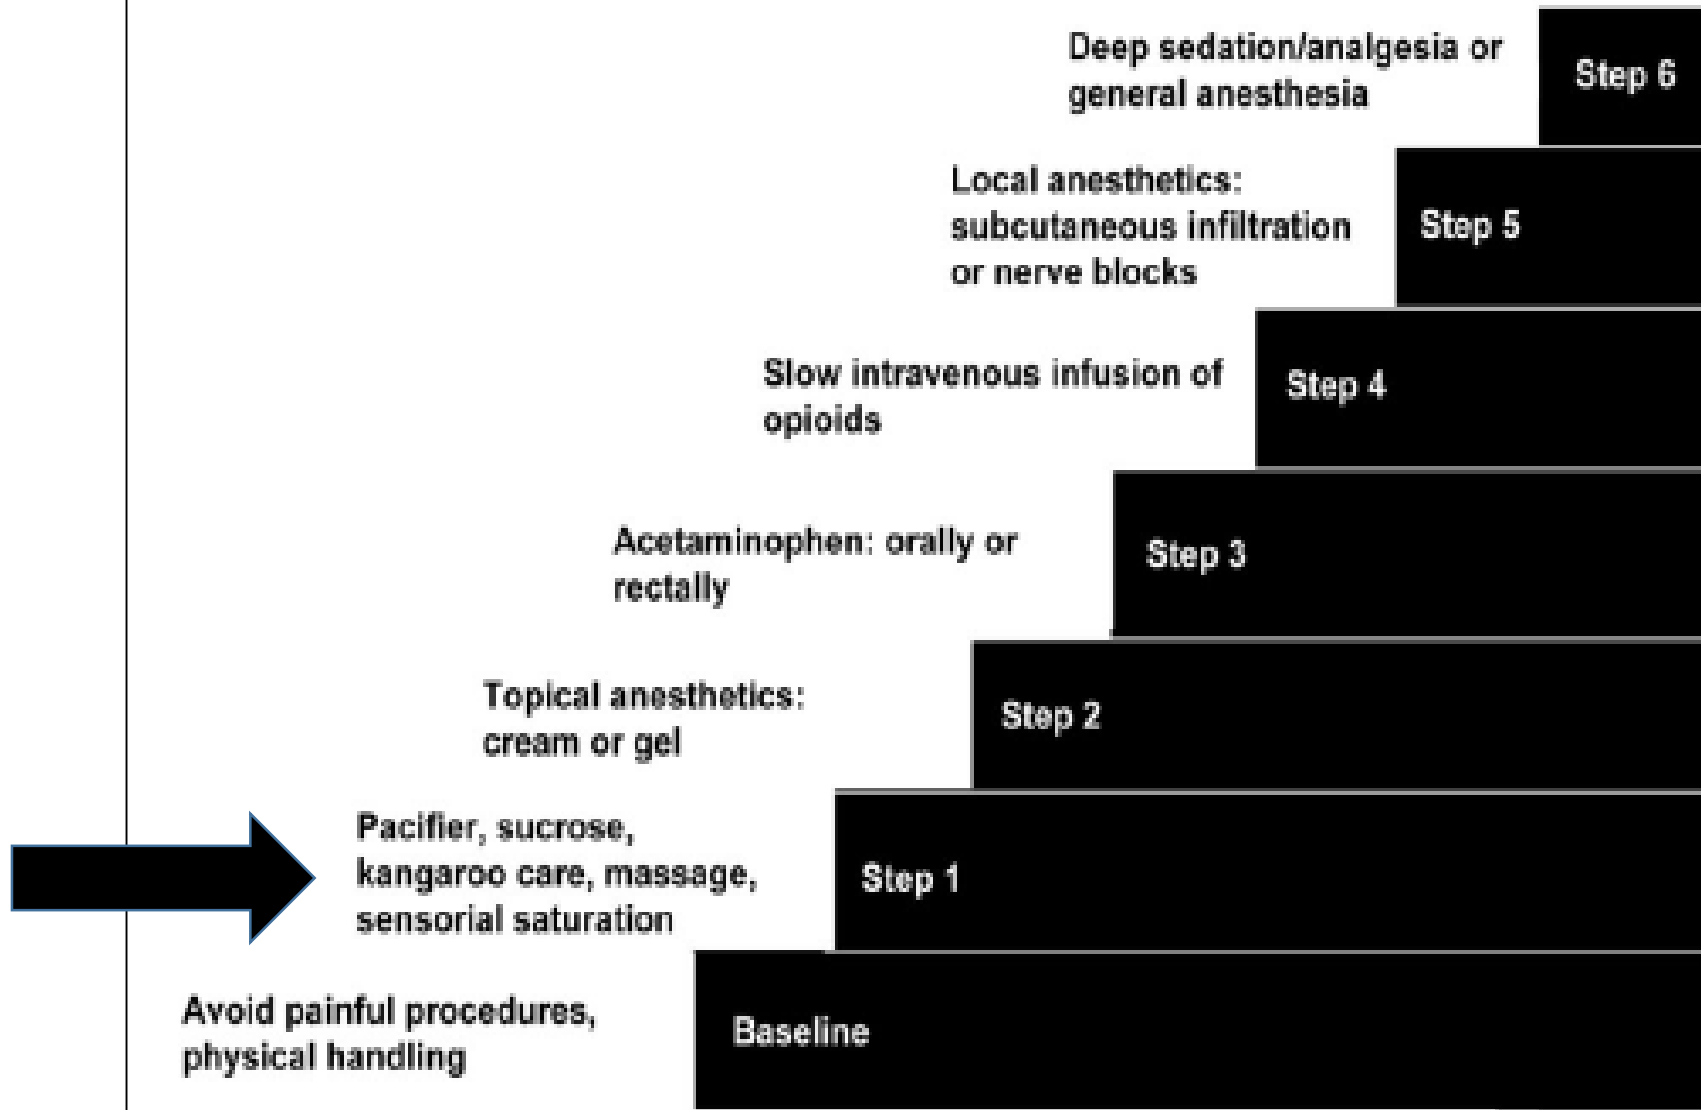 Deep sedation/analgesia or
general anesthesia
Step 6
Local anesthetics:
subcutaneous infiltration
or nerve blocks
Step 5
Slow intravenous infusion of
opioids
Step 4
Acetaminophen: orally or
rectally
Step 3
Topical anesthetics:
cream or gel
Step 2
Pacifier, sucrose,
kangaroo care, massage,
sensorial saturation
Step 1
Avoid painful procedures,
physical handling
Baseline